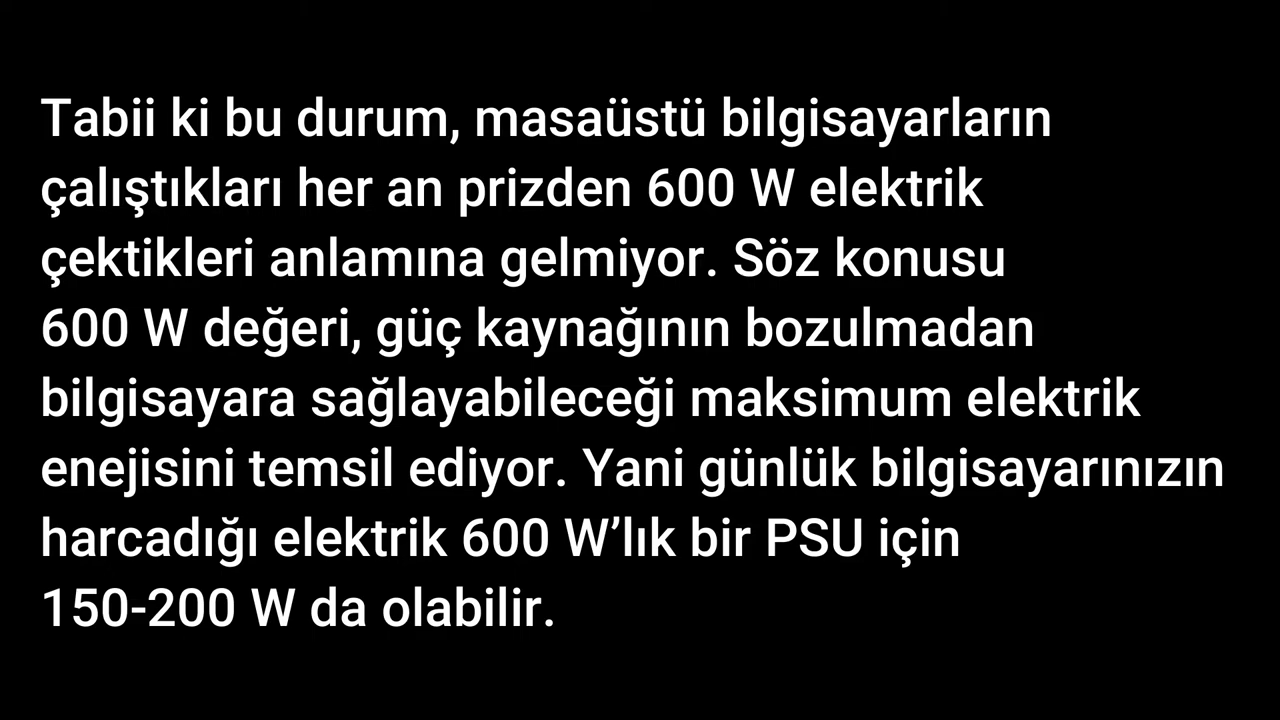 Tabii ki bu durum, masaüstü bilgisayarların
çalıştıkları her an prizden 600 W elektrik
çektikleri anlamına gelmiyor. Söz konusu
600 W değeri, güç kaynağının bozulmadan
bilgisayara sağlayabileceği maksimum elektrik
enejisini temsil ediyor. Yani günlük bilgisayarınızın
harcadığı elektrik 600 W’lık bir PSU için
150-200 W da olabilir.